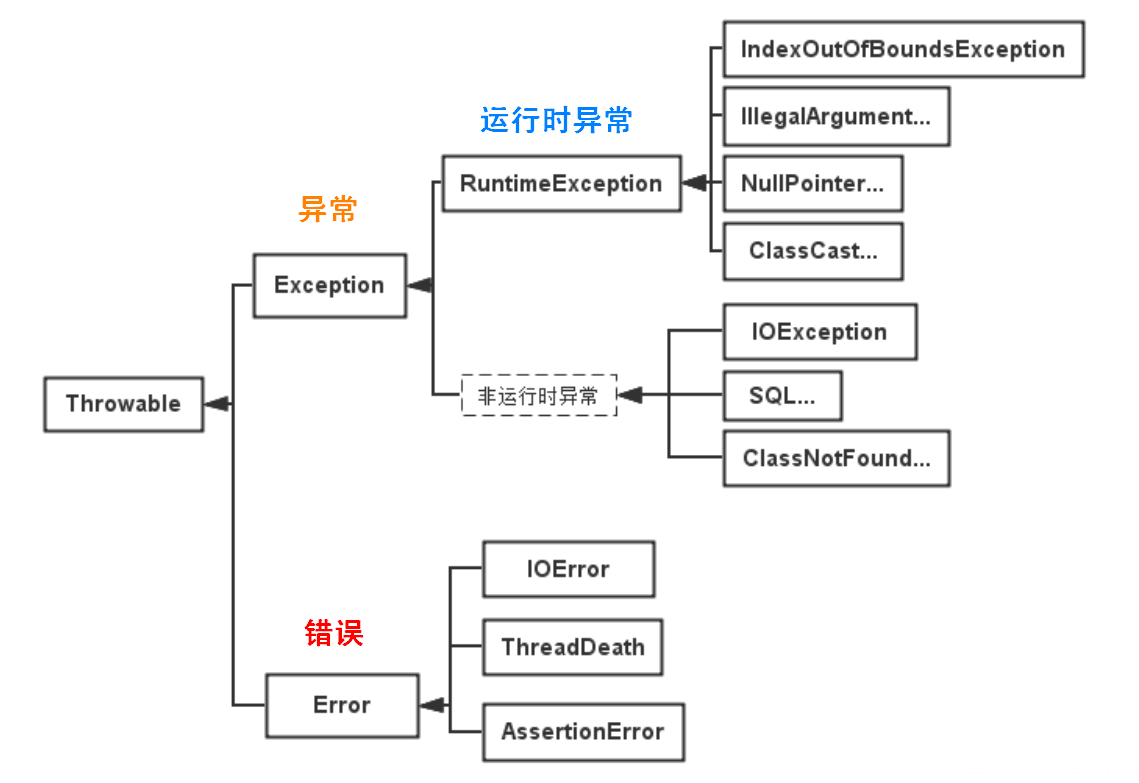 IndexOutOfBoundsException
IllegalArgument...
运行时异常
RuntimeException
NullPointer...
异常
ClassCast...
Exception
IOException
Throwable
非运行时异常
SQL...
ClassNotFound...
IOError
错误
ThreadDeath
Error
AssertionError